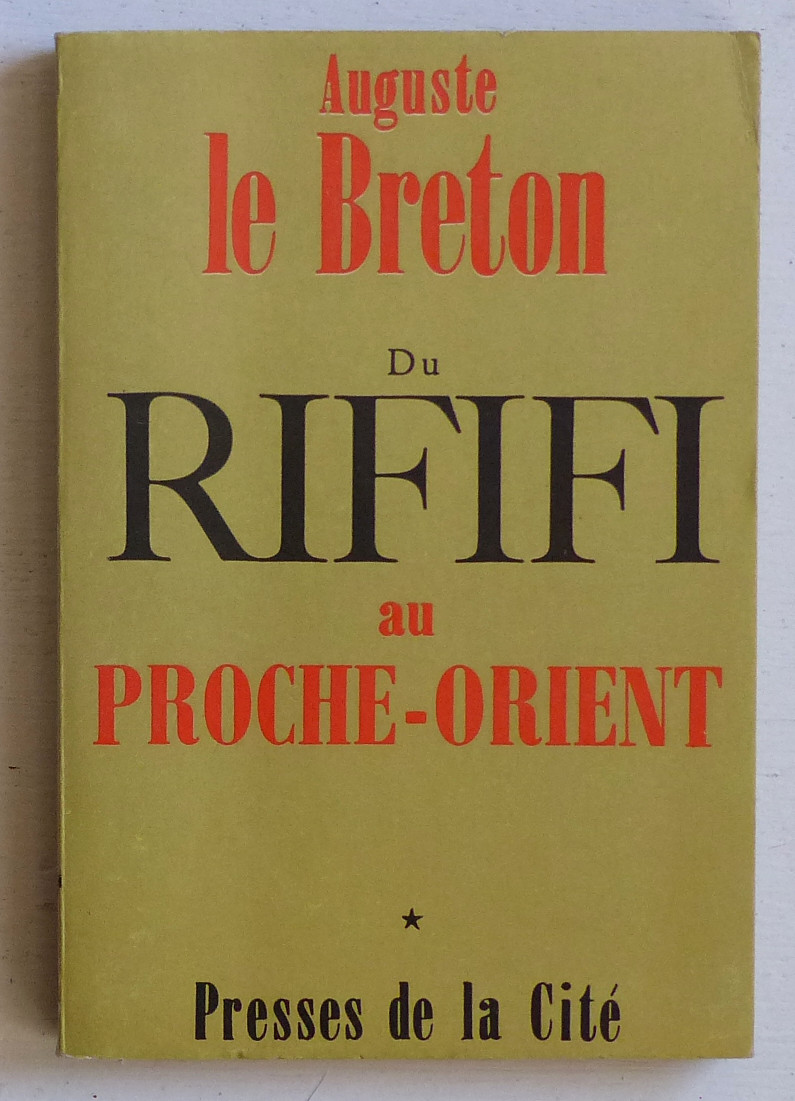 Auguste
le Breton
Du
RIFIFI
au
PROCHE-ORIENT
Presses de la Cité